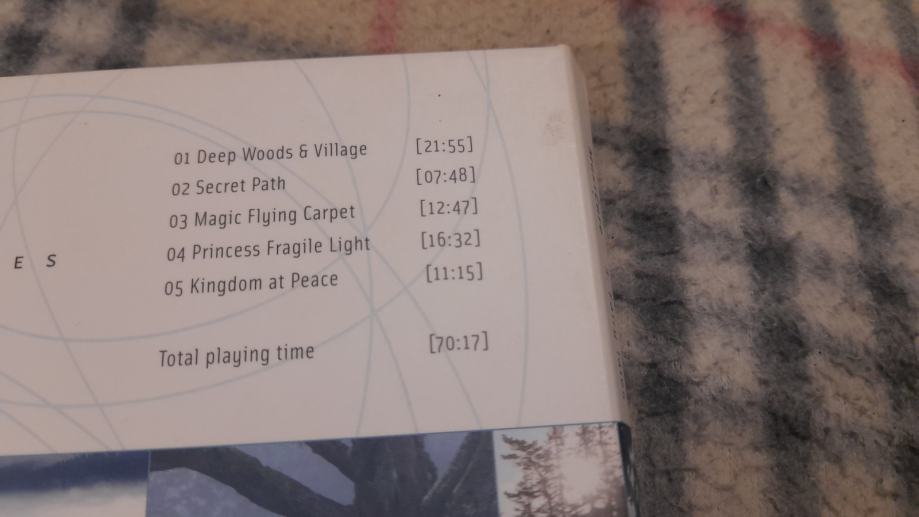 01 Deep Woods & Village [21:55]
02 Secret Path [07:48]
03 Magic Flying Carpet [12:47]
E S
04 Princess Fragile Light [16:32]
05 Kingdom at Peace [11:15]
Total playing time [70:17]